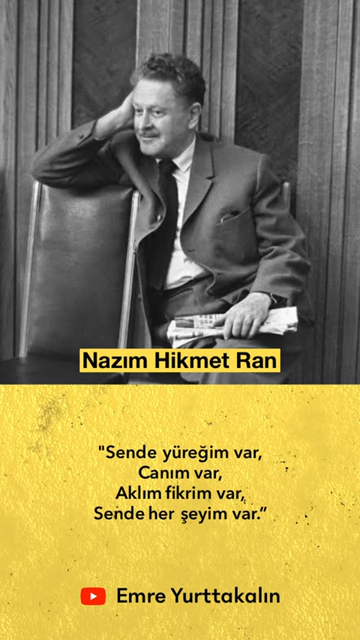 Nazım Hikmet Ran
"Sende yüreğim var,
Canım var,
Aklım fikrim var,
Sende her şeyim var.”
Emre Yurttakalın